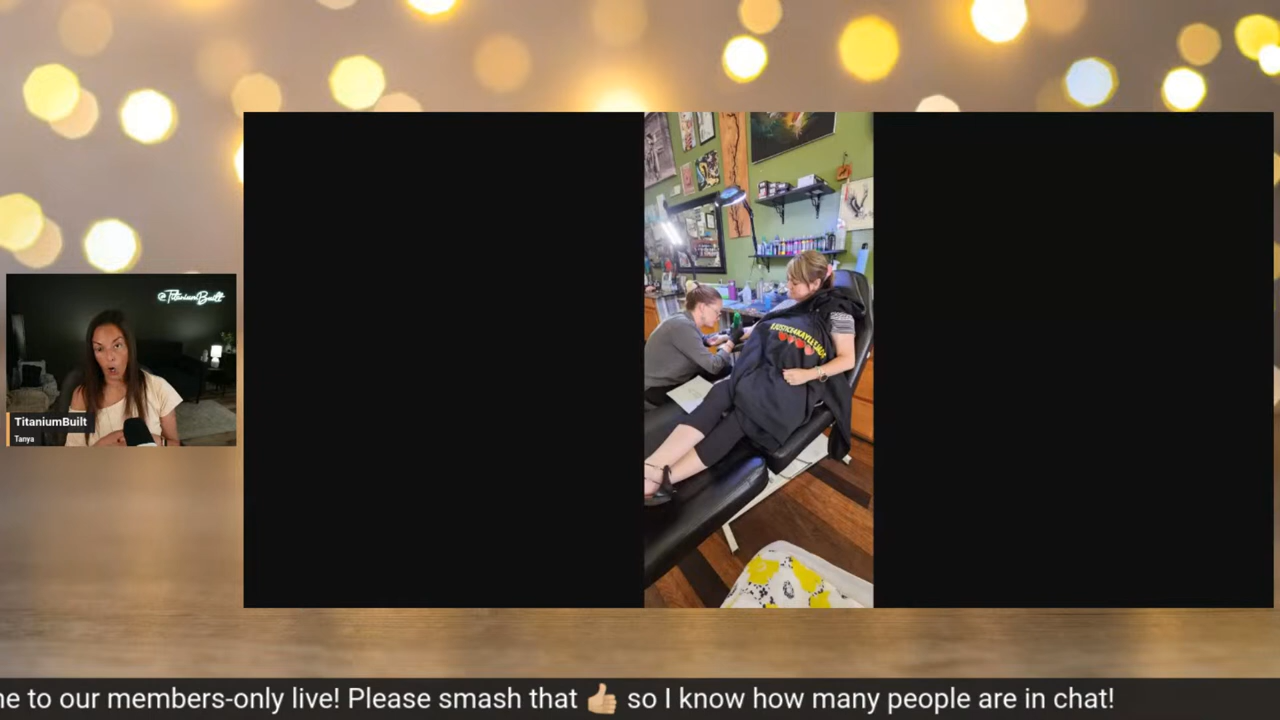 @TitaniumBuilt
TitaniumBuilt
Tanya
ne to our members-only live! Please smash that 👍🏼 so I know how many people are in chat!